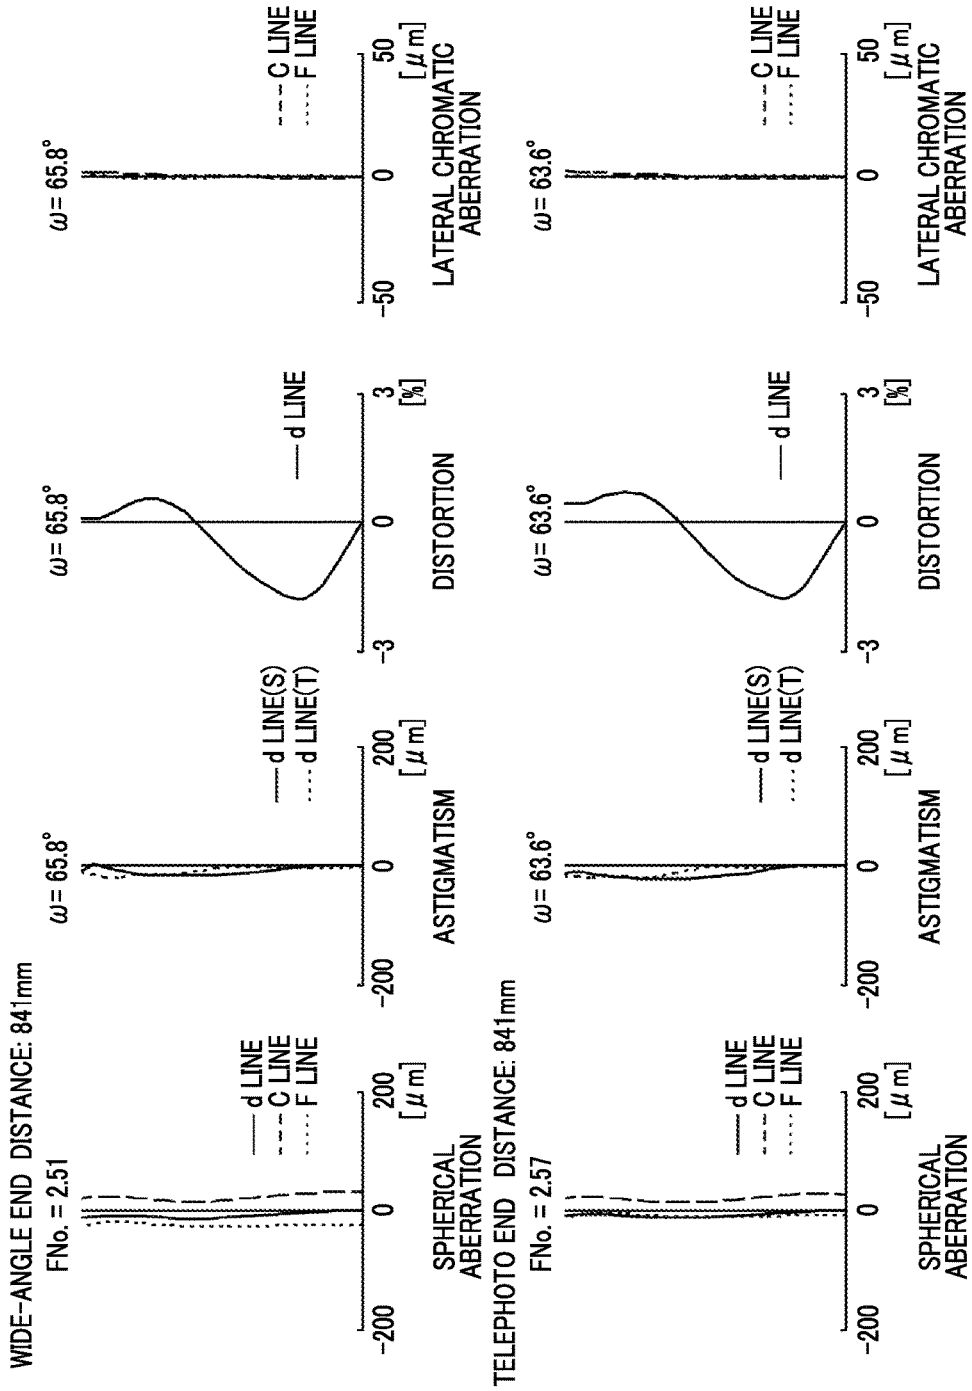 WIDE-ANGLE END DISTANCE: 841mm
FNo. = 2.51
d LINE
C LINE
F LINE
-200
0
200
[μm]
SPHERICAL
ABERRATION
ω= 65.8°
d LINE(S)
d LINE(T)
-200
0
200
[μm]
ASTIGMATISM
ω= 65.8°
d LINE
-3
0
3
[%]
DISTORTION
ω= 65.8°
C LINE
F LINE
-50
0
50
[μm]
LATERAL CHROMATIC
ABERRATION
TELEPHOTO END DISTANCE: 841mm
FNo. = 2.57
d LINE
C LINE
F LINE
-200
0
200
[μm]
SPHERICAL
ABERRATION
ω= 63.6°
d LINE(S)
d LINE(T)
-200
0
200
[μm]
ASTIGMATISM
ω= 63.6°
d LINE
-3
0
3
[%]
DISTORTION
ω= 63.6°
C LINE
F LINE
-50
0
50
[μm]
LATERAL CHROMATIC
ABERRATION